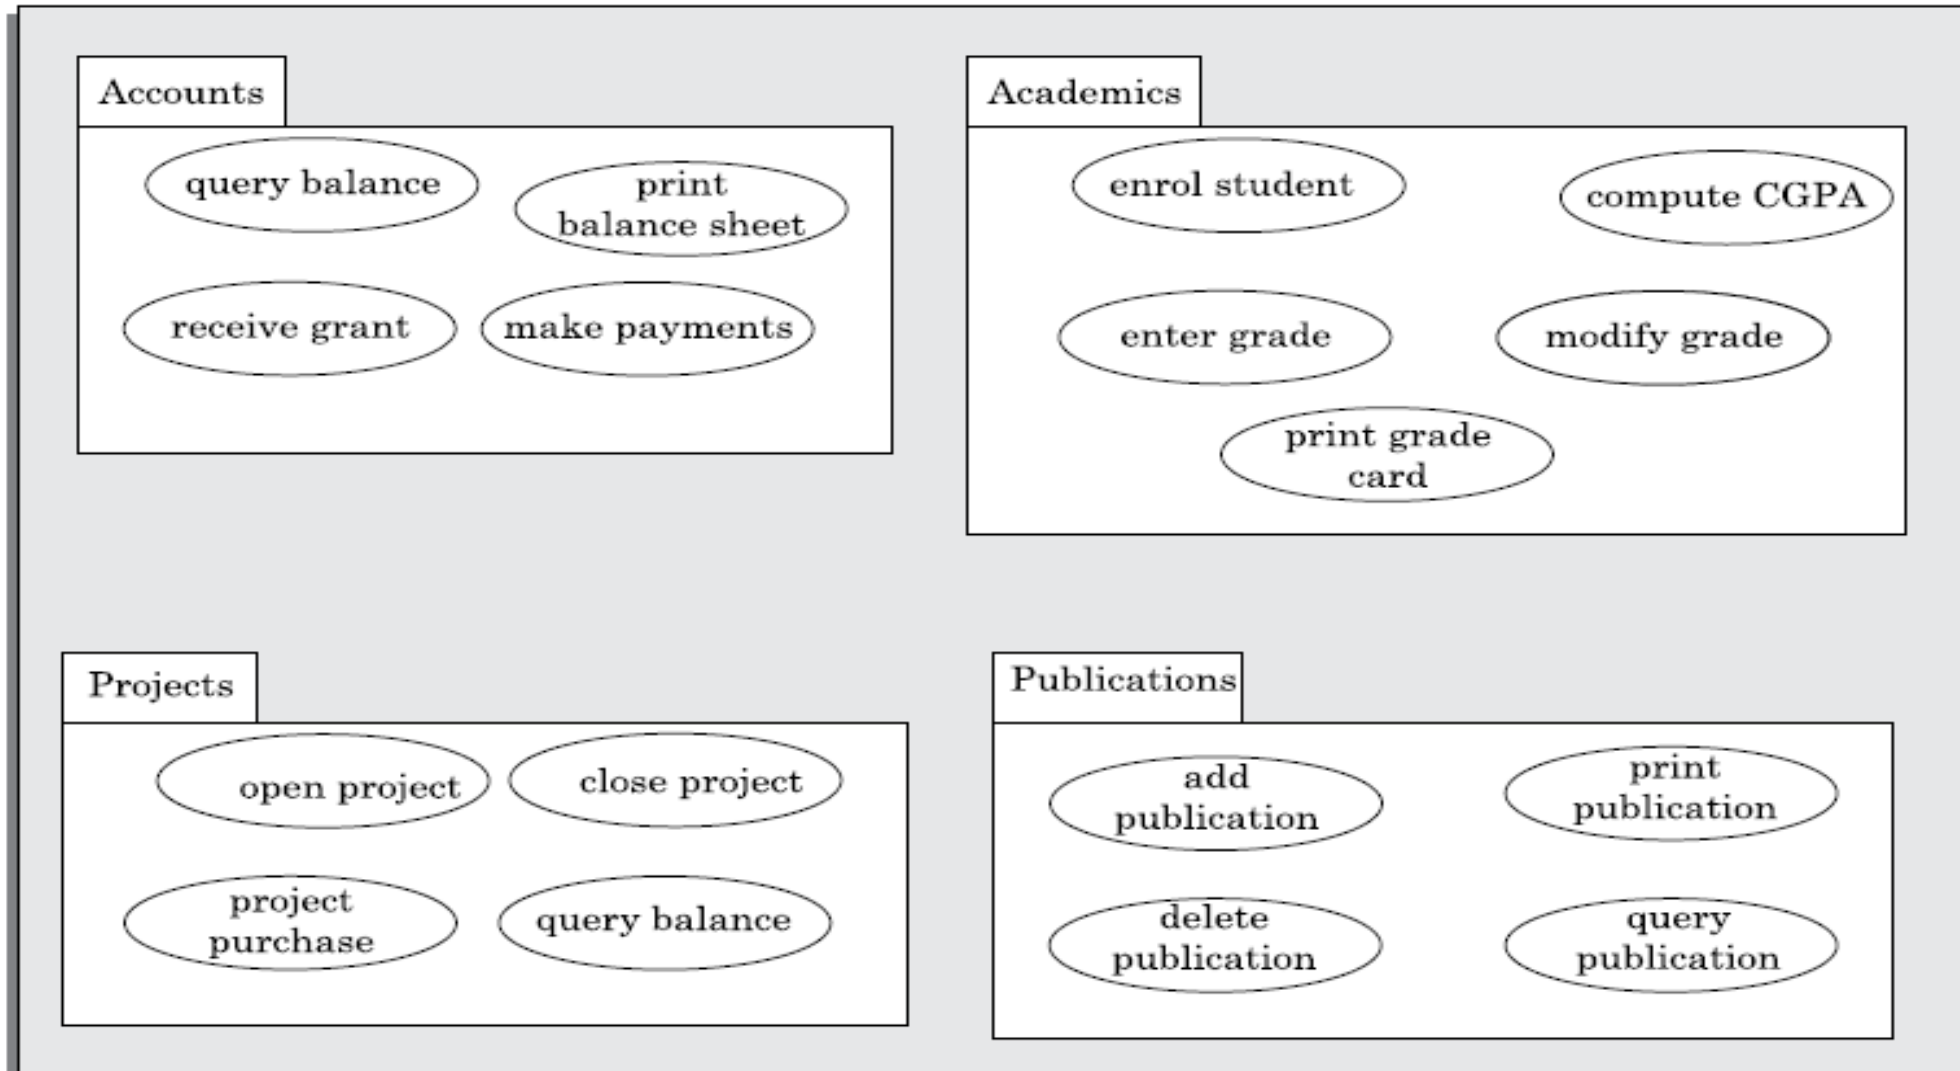 Accounts
query balance
print
balance sheet
receive grant
make payments
Academics
enrol student
compute CGPA
enter grade
modify grade
print grade
card
Projects
open project
close project
project
purchase
query balance
Publications
add
publication
print
publication
delete
publication
query
publication